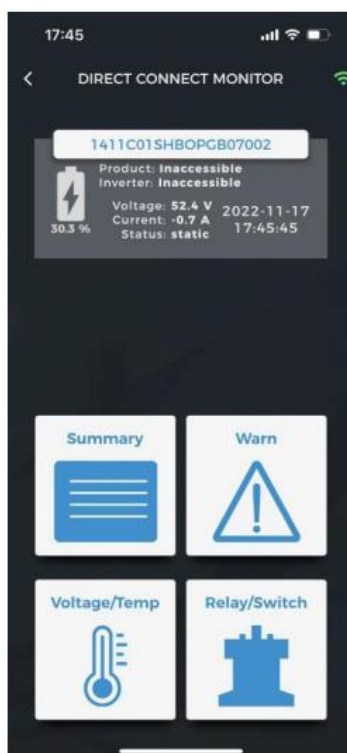 17:45
DIRECT CONNECT MONITOR
1411C01SHBOPGB07002
Product: Inaccessible
Inverter: Inaccessible
Voltage: 52.4 V
Current: -0.7 A
Status: static
2022-11-17
17:45:45
30.3 %
Summary
Warn
Voltage/Temp
Relay/Switch